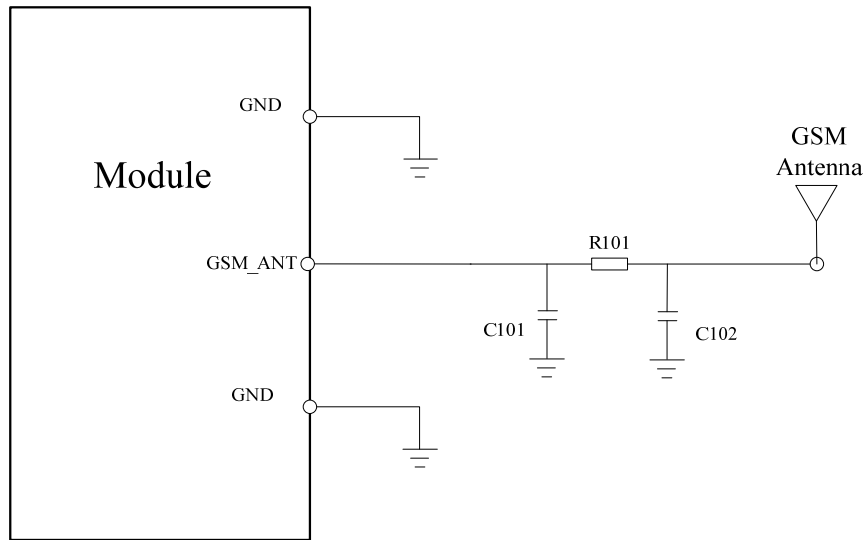 GND
GSM
Antenna
Module
R101
GSM_ANT
C101
C102
GND